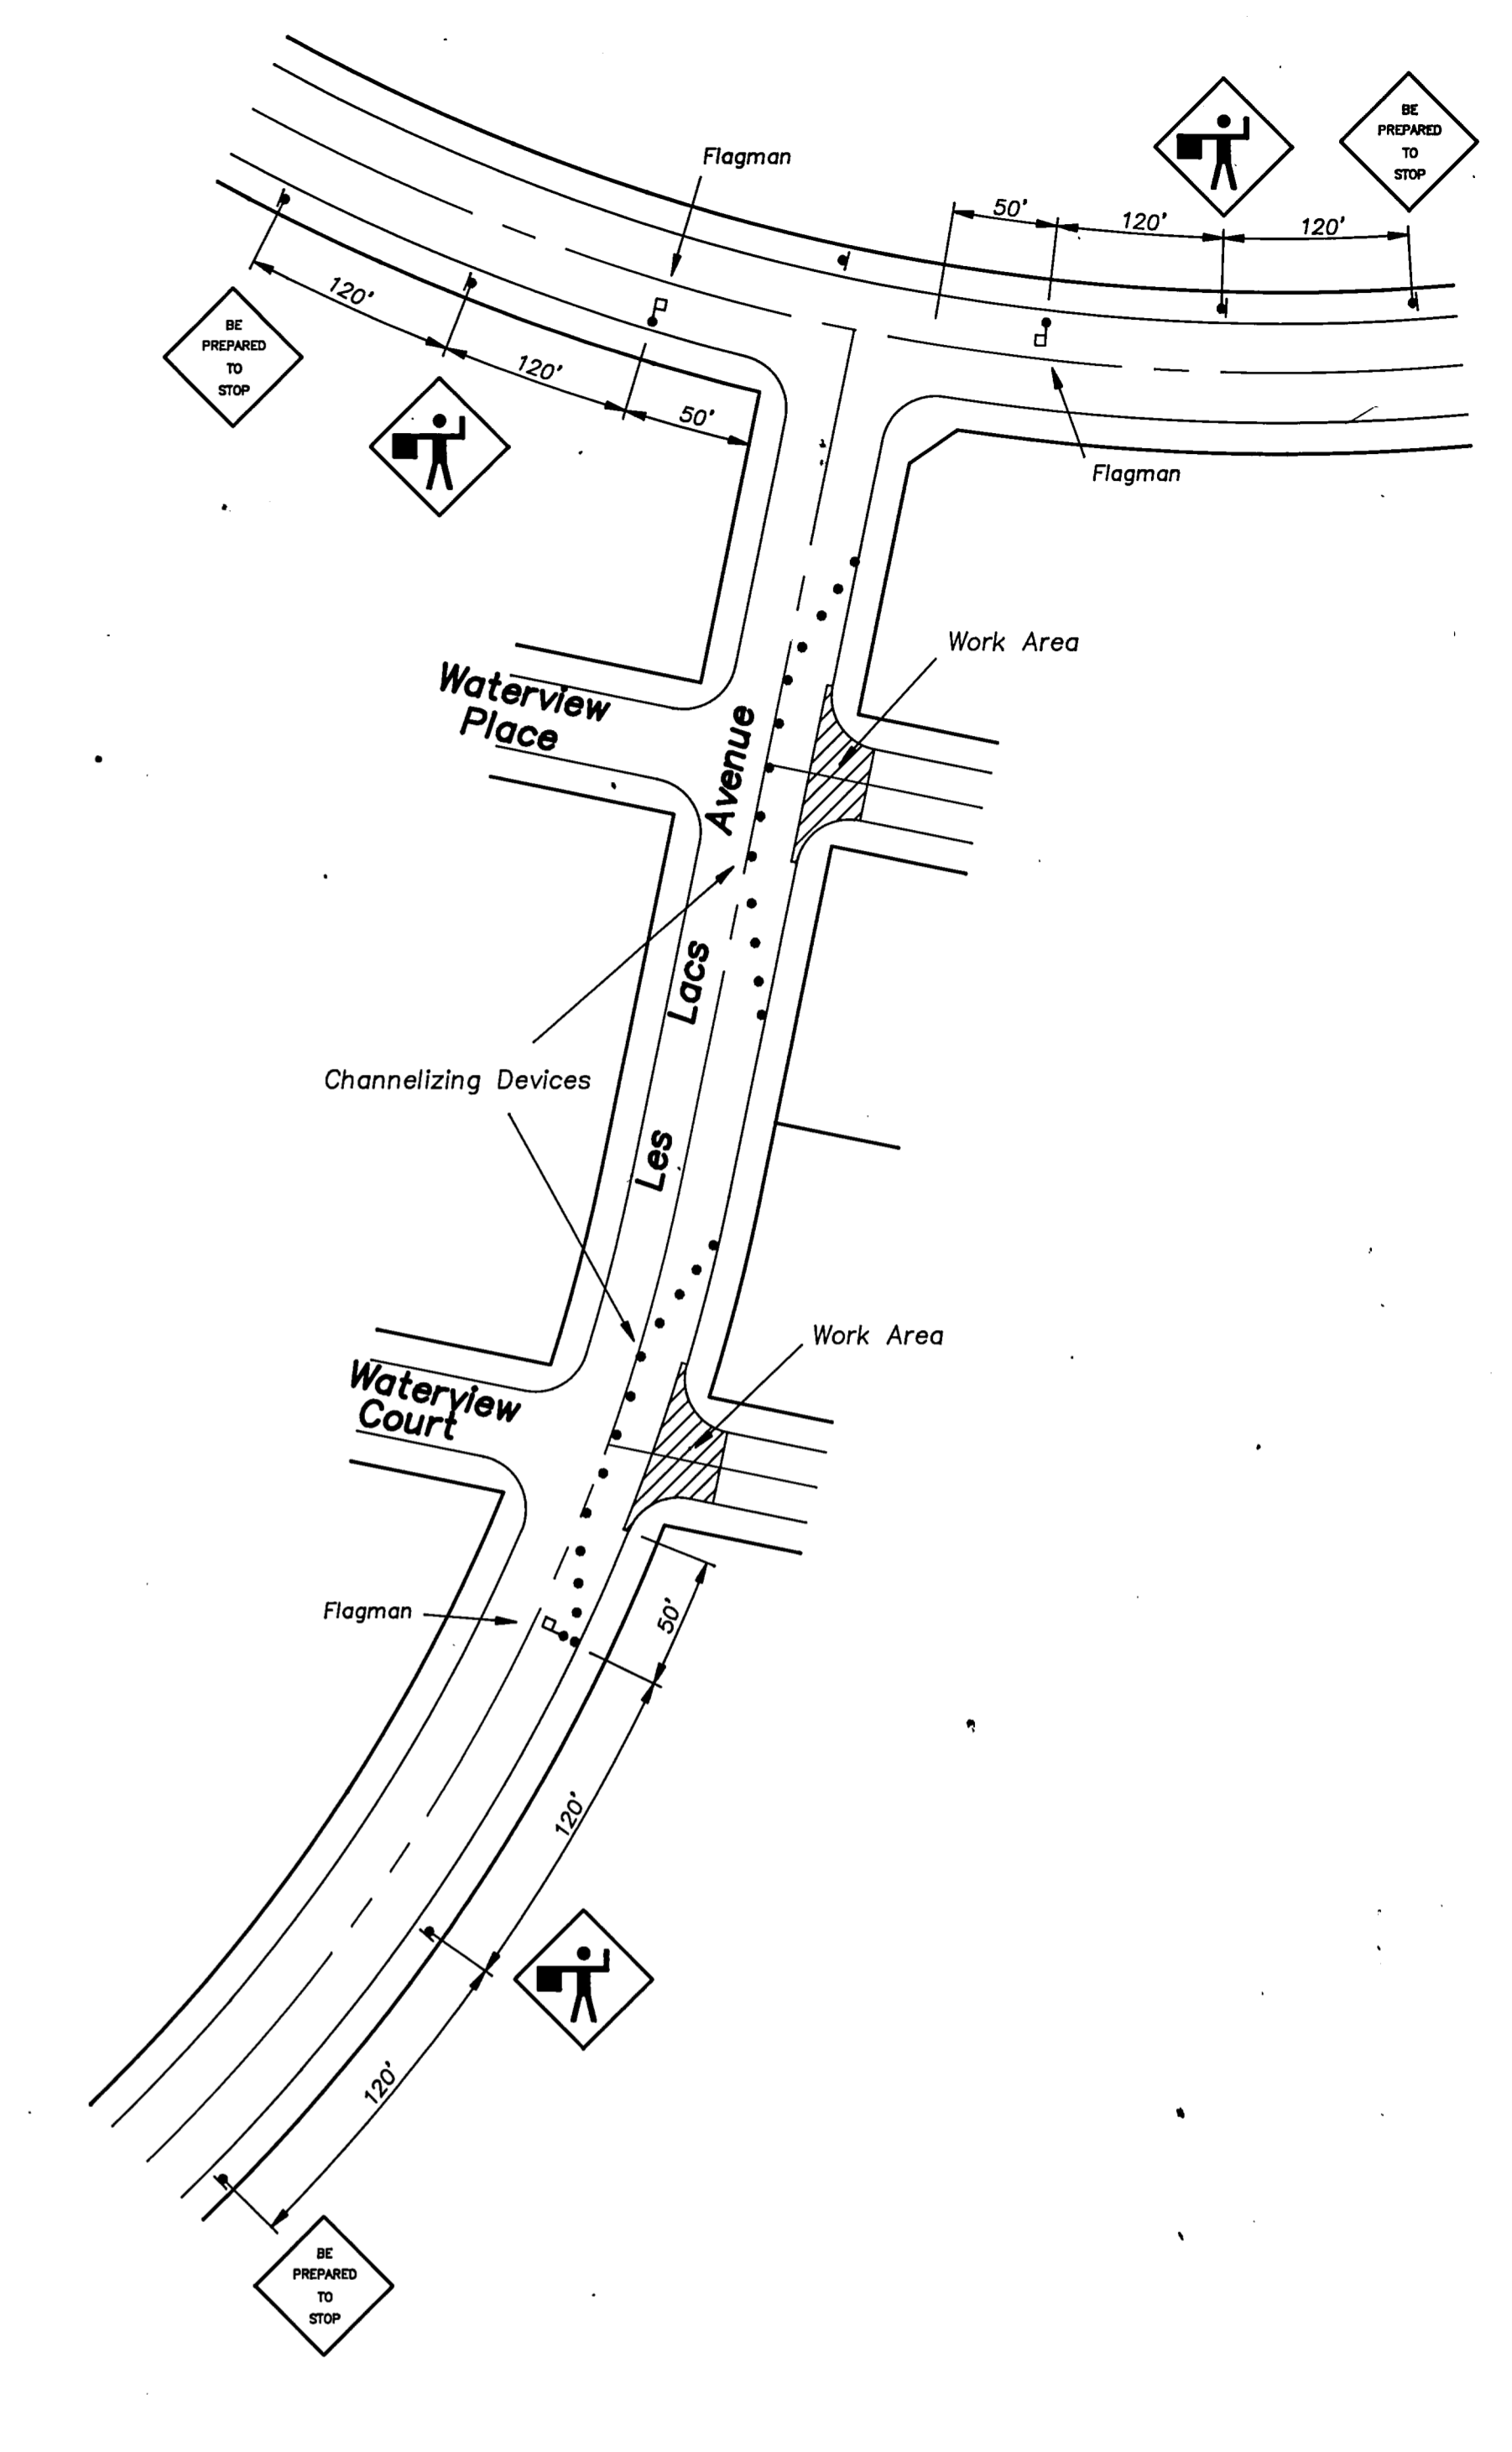 Flagman
BE
PREPARED
TO
STOP
50'
120'
120'
120'
120'
50'
BE
PREPARED
TO
STOP
Flagman
Work Area
Waterview
Place
Les Lacs Avenue
Channelizing Devices
Work Area
Waterview
Court
Flagman
50'
120'
120'
BE
PREPARED
TO
STOP